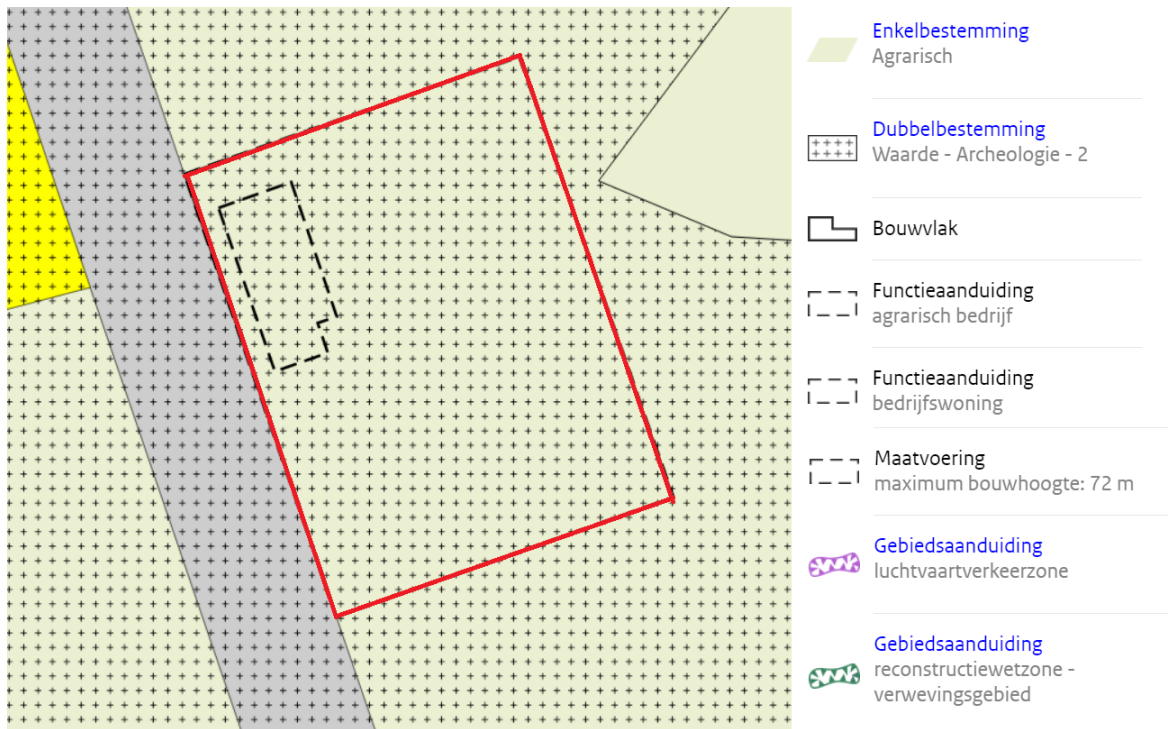 Enkelbestemming
Agrarisch
Dubbelbestemming
Waarde - Archeologie - 2
Bouwvlak
Functieaanduiding
agrarisch bedrijf
Functieaanduiding
bedrijfswoning
Maatvoering
maximum bouwhoogte: 72 m
Gebiedsaanduiding
luchtvaartverkeerzone
Gebiedsaanduiding
reconstructiewetzone -
verwevingsgebied